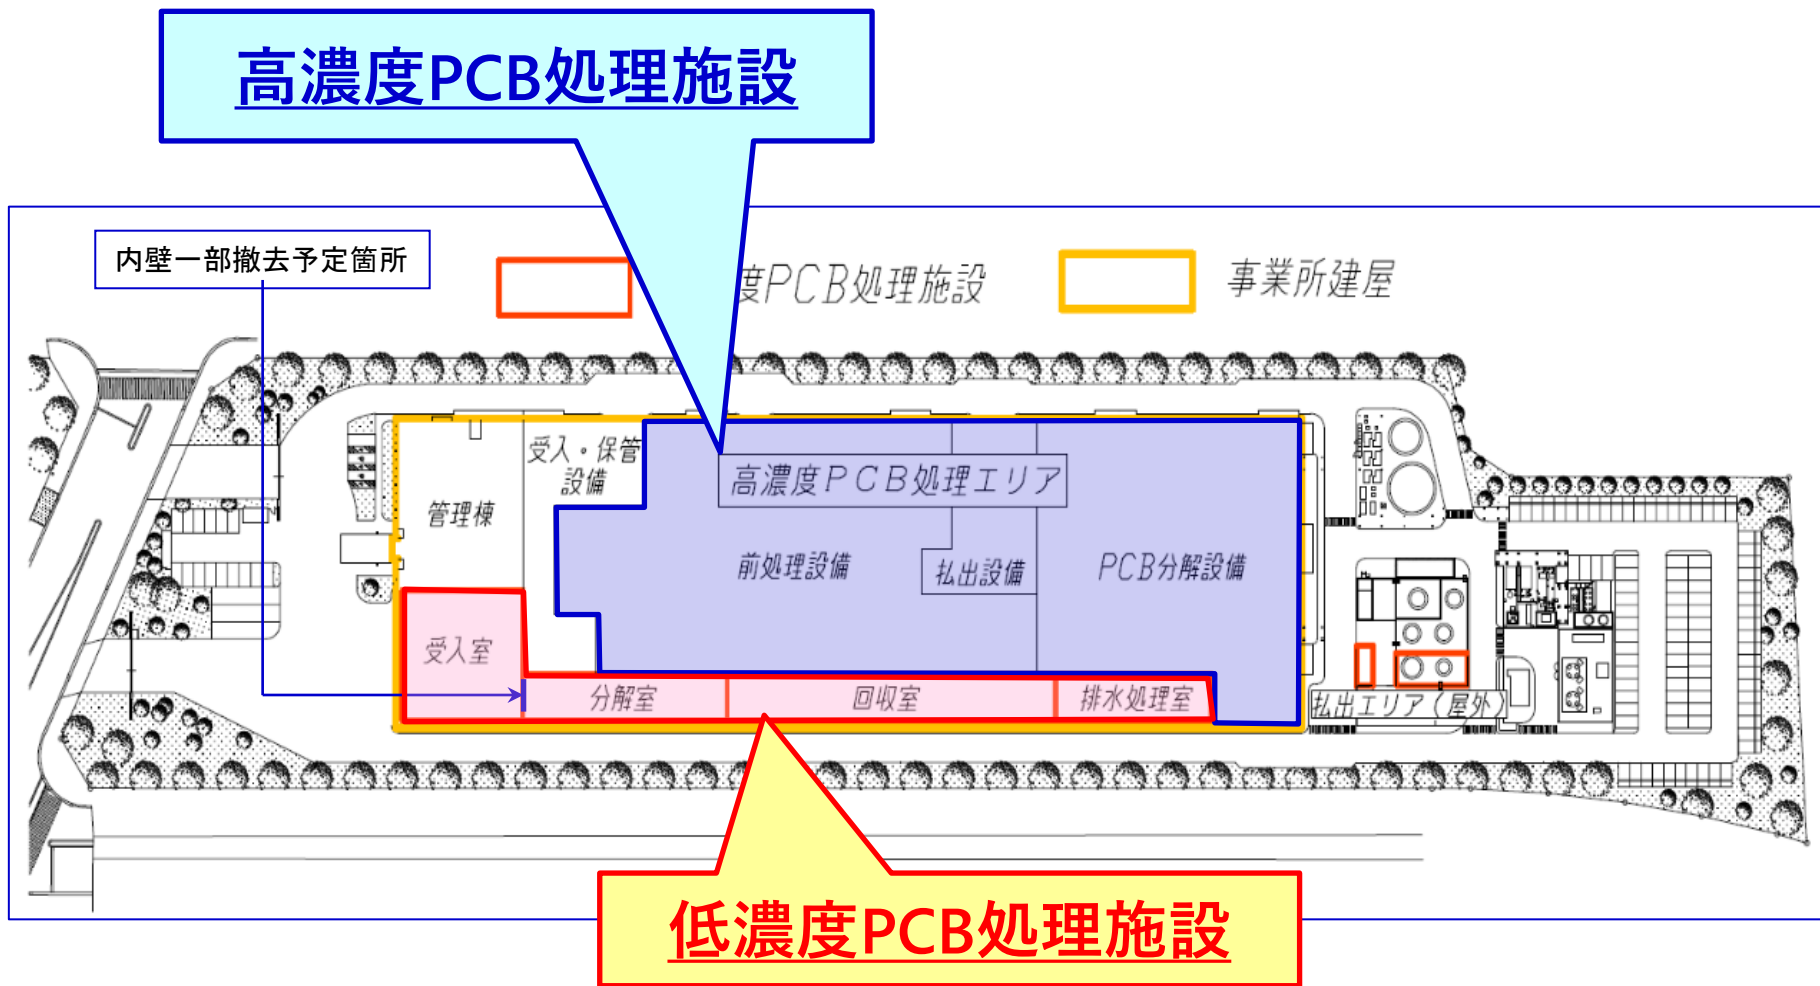 高濃度PCB処理施設
内壁一部撤去予定箇所
度PCB処理施設
事業所建屋
受入・保管
設備
高濃度PCB処理エリア
管理棟
前処理設備
払出設備
PCB分解設備
受入室
分解室
回収室
排水処理室
払出エリア(屋外)
低濃度PCB処理施設